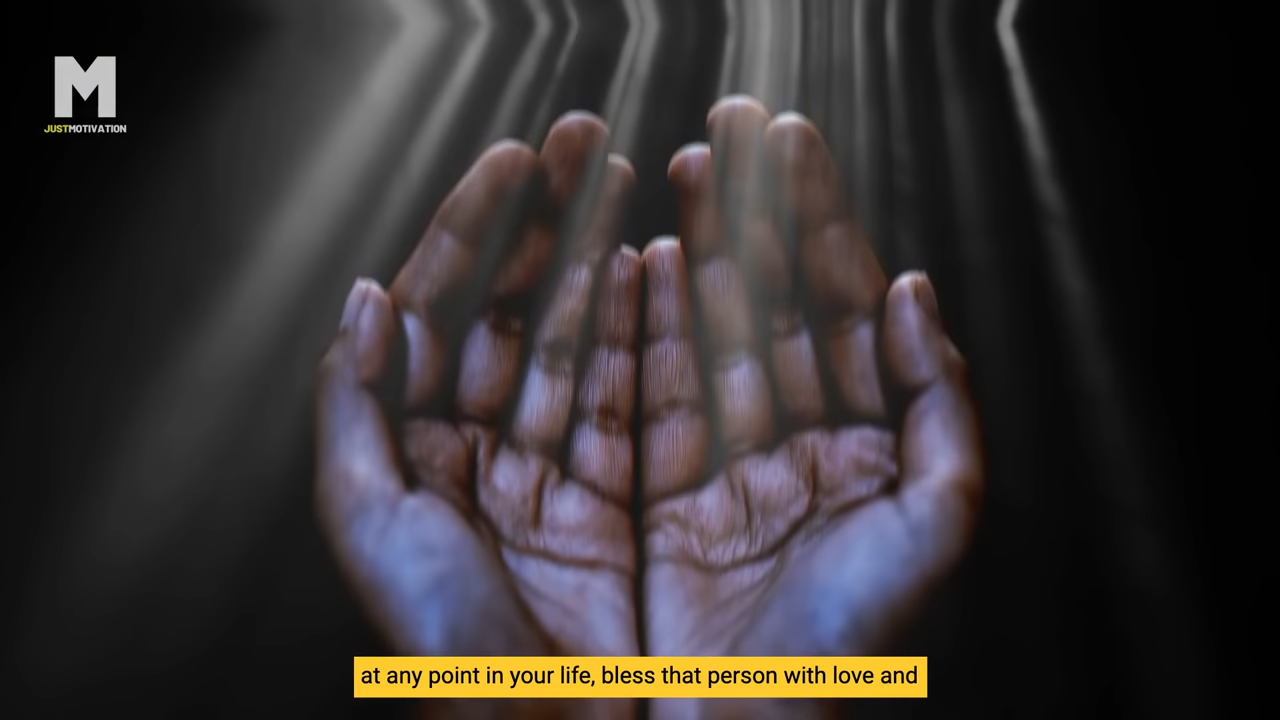 M
JUSTMOTIVATION
at any point in your life, bless that person with love and